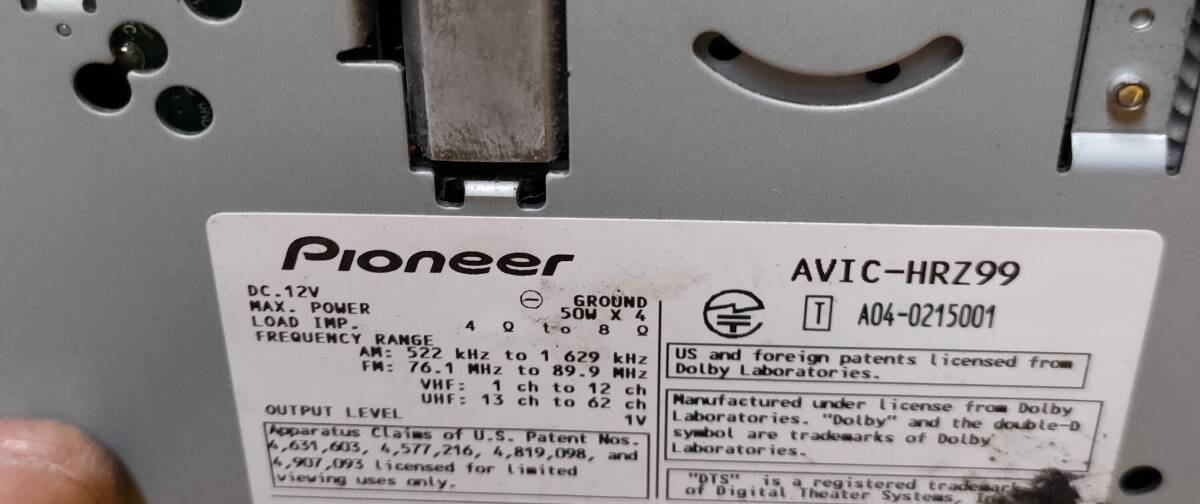 Pioneer
DC.12V
⊖ GROUND
MAX. POWER 50W X 4
LOAD IMP. 4 Ω to 8 Ω
FREQUENCY RANGE
AM: 522 kHz to 1 629 kHz
FM: 76.1 MHz to 89.9 MHz
VHF: 1 ch to 12 ch
UHF: 13 ch to 62 ch
OUTPUT LEVEL 1V
Apparatus Claims of U.S. Patent Nos.
4,631,603, 4,577,216, 4,819,098, and
4,907,093 licensed for limited
viewing uses only.
AVIC-HRZ99
T A04-0215001
US and foreign patents licensed from
Dolby Laboratories.
Manufactured under license from Dolby
Laboratories. "Dolby" and the double-D
symbol are trademarks of Dolby
Laboratories.
"DTS" is a registered
of Digital Theater Systems,